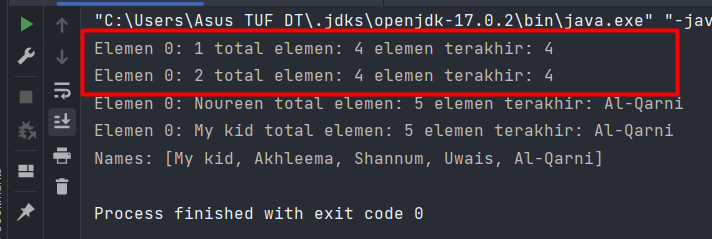 "C:\Users\Asus TUF DT\.jdks\openjdk-17.0.2\bin\java.exe" "-jav
Elemen 0: 1 total elemen: 4 elemen terakhir: 4
Elemen 0: 2 total elemen: 4 elemen terakhir: 4
Elemen 0: Noureen total elemen: 5 elemen terakhir: Al-Qarni
Elemen 0: My kid total elemen: 5 elemen terakhir: Al-Qarni
Names: [My kid, Akhleema, Shannum, Uwais, Al-Qarni]
Process finished with exit code 0